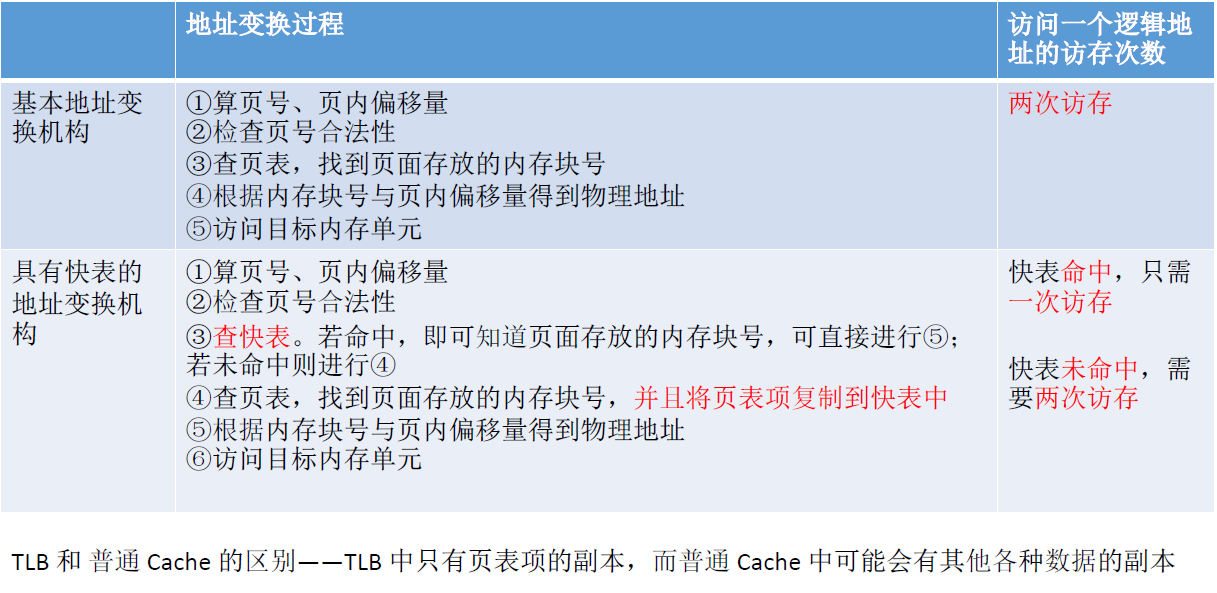 地址变换过程
访问一个逻辑地
址的访存次数
基本地址变
换机构
①算页号、页内偏移量
②检查页号合法性
③查页表，找到页面存放的内存块号
④根据内存块号与页内偏移量得到物理地址
⑤访问目标内存单元
两次访存
具有快表的
地址变换机
构
①算页号、页内偏移量
②检查页号合法性
③查快表。若命中，即可知道页面存放的内存块号，可直接进行⑤；
若未命中则进行④
④查页表，找到页面存放的内存块号，并且将页表项复制到快表中
⑤根据内存块号与页内偏移量得到物理地址
⑥访问目标内存单元
快表命中，只需
一次访存
快表未命中，需
要两次访存
TLB 和 普通 Cache 的区别——TLB 中只有页表项的副本，而普通 Cache 中可能会有其他各种数据的副本